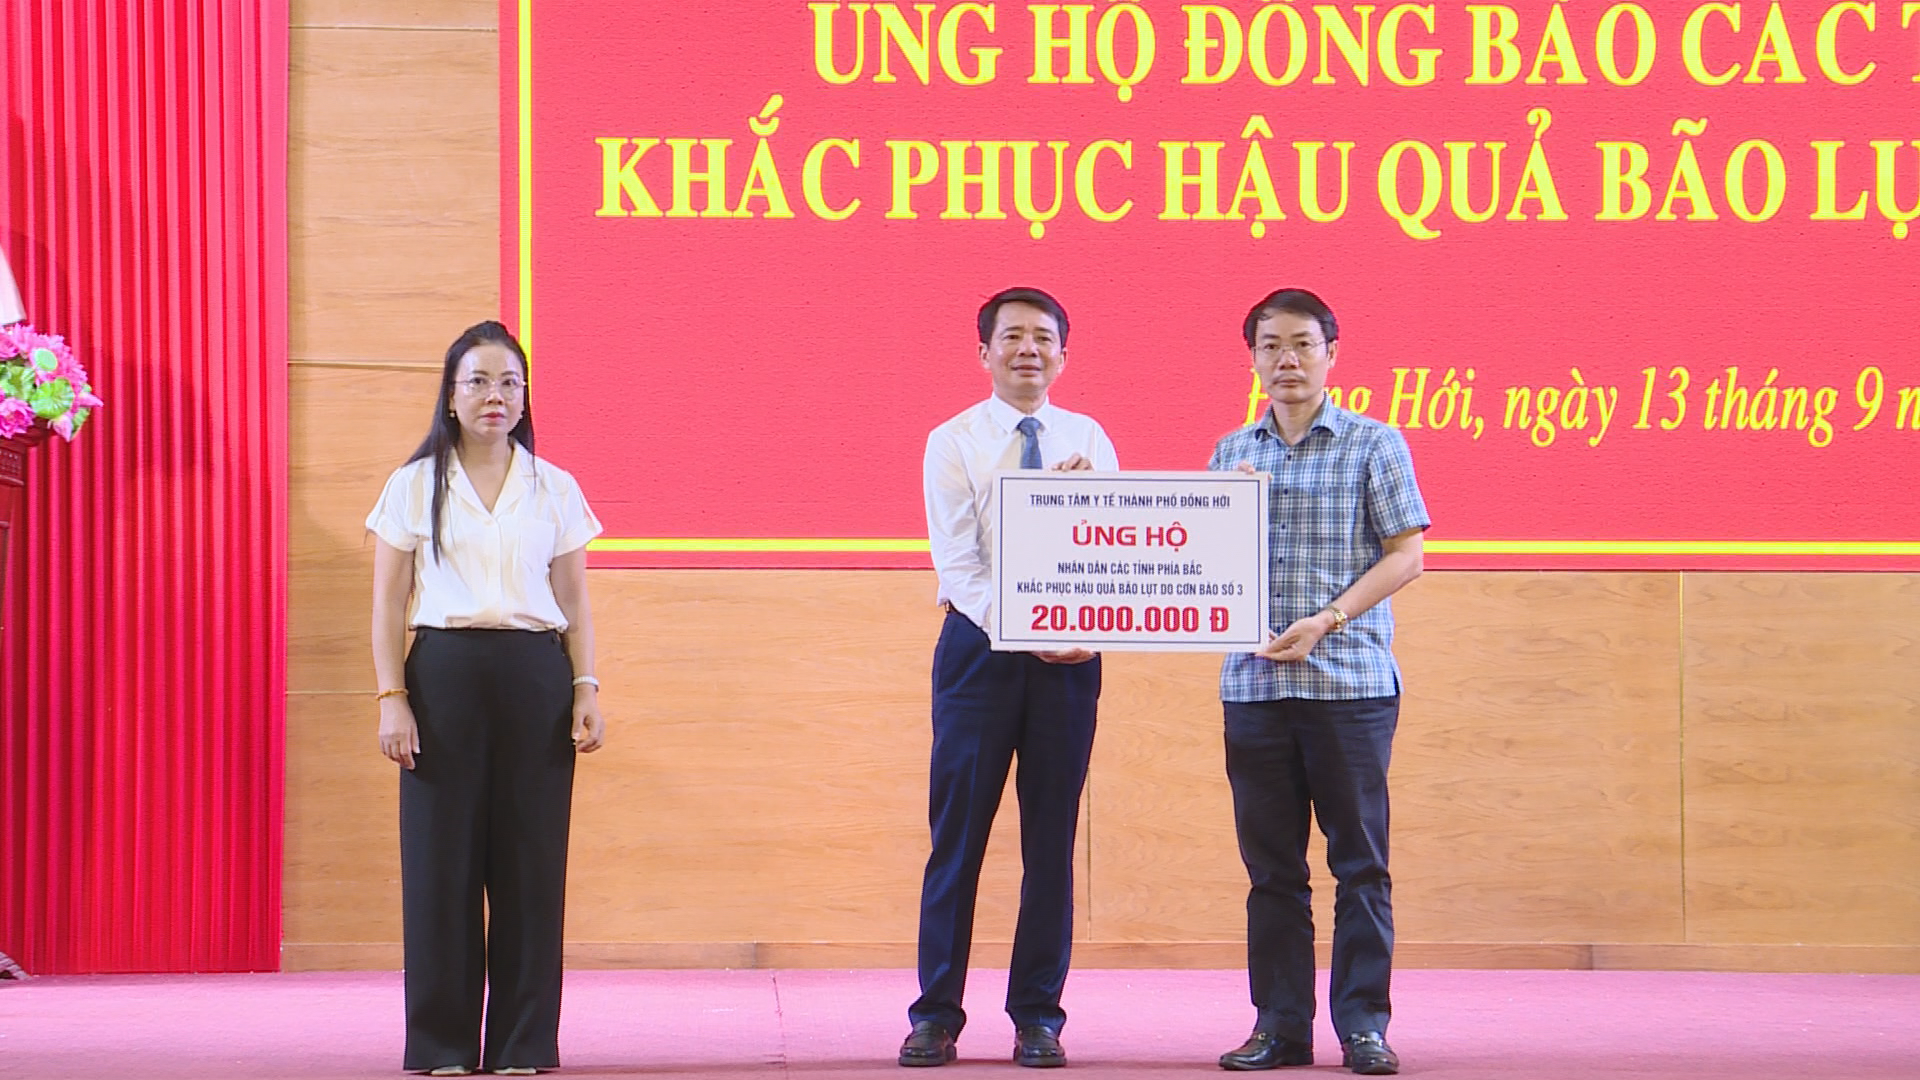 ỦNG HỘ ĐỒNG BÀO CÁC
KHẮC PHỤC HẬU QUẢ BÃO
Hới, ngày 13 tháng 9
TRUNG TÂM Y TẾ THÀNH PHỐ ĐỒNG HỚI
ỦNG HỘ
NHÂN DÂN CÁC TỈNH PHÍA BẮC
KHẮC PHỤC HẬU QUẢ BÃO LỤT DO CƠN BÃO SỐ 3
20.000.000 Đ